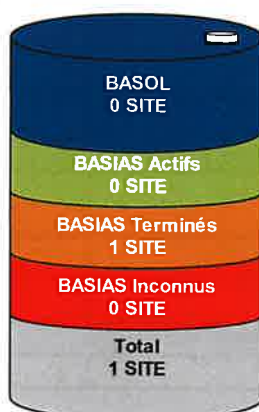 BASOL
0 SITE
BASIAS Actifs
0 SITE
BASIAS Terminés
1 SITE
BASIAS Inconnus
0 SITE
Total
1 SITE